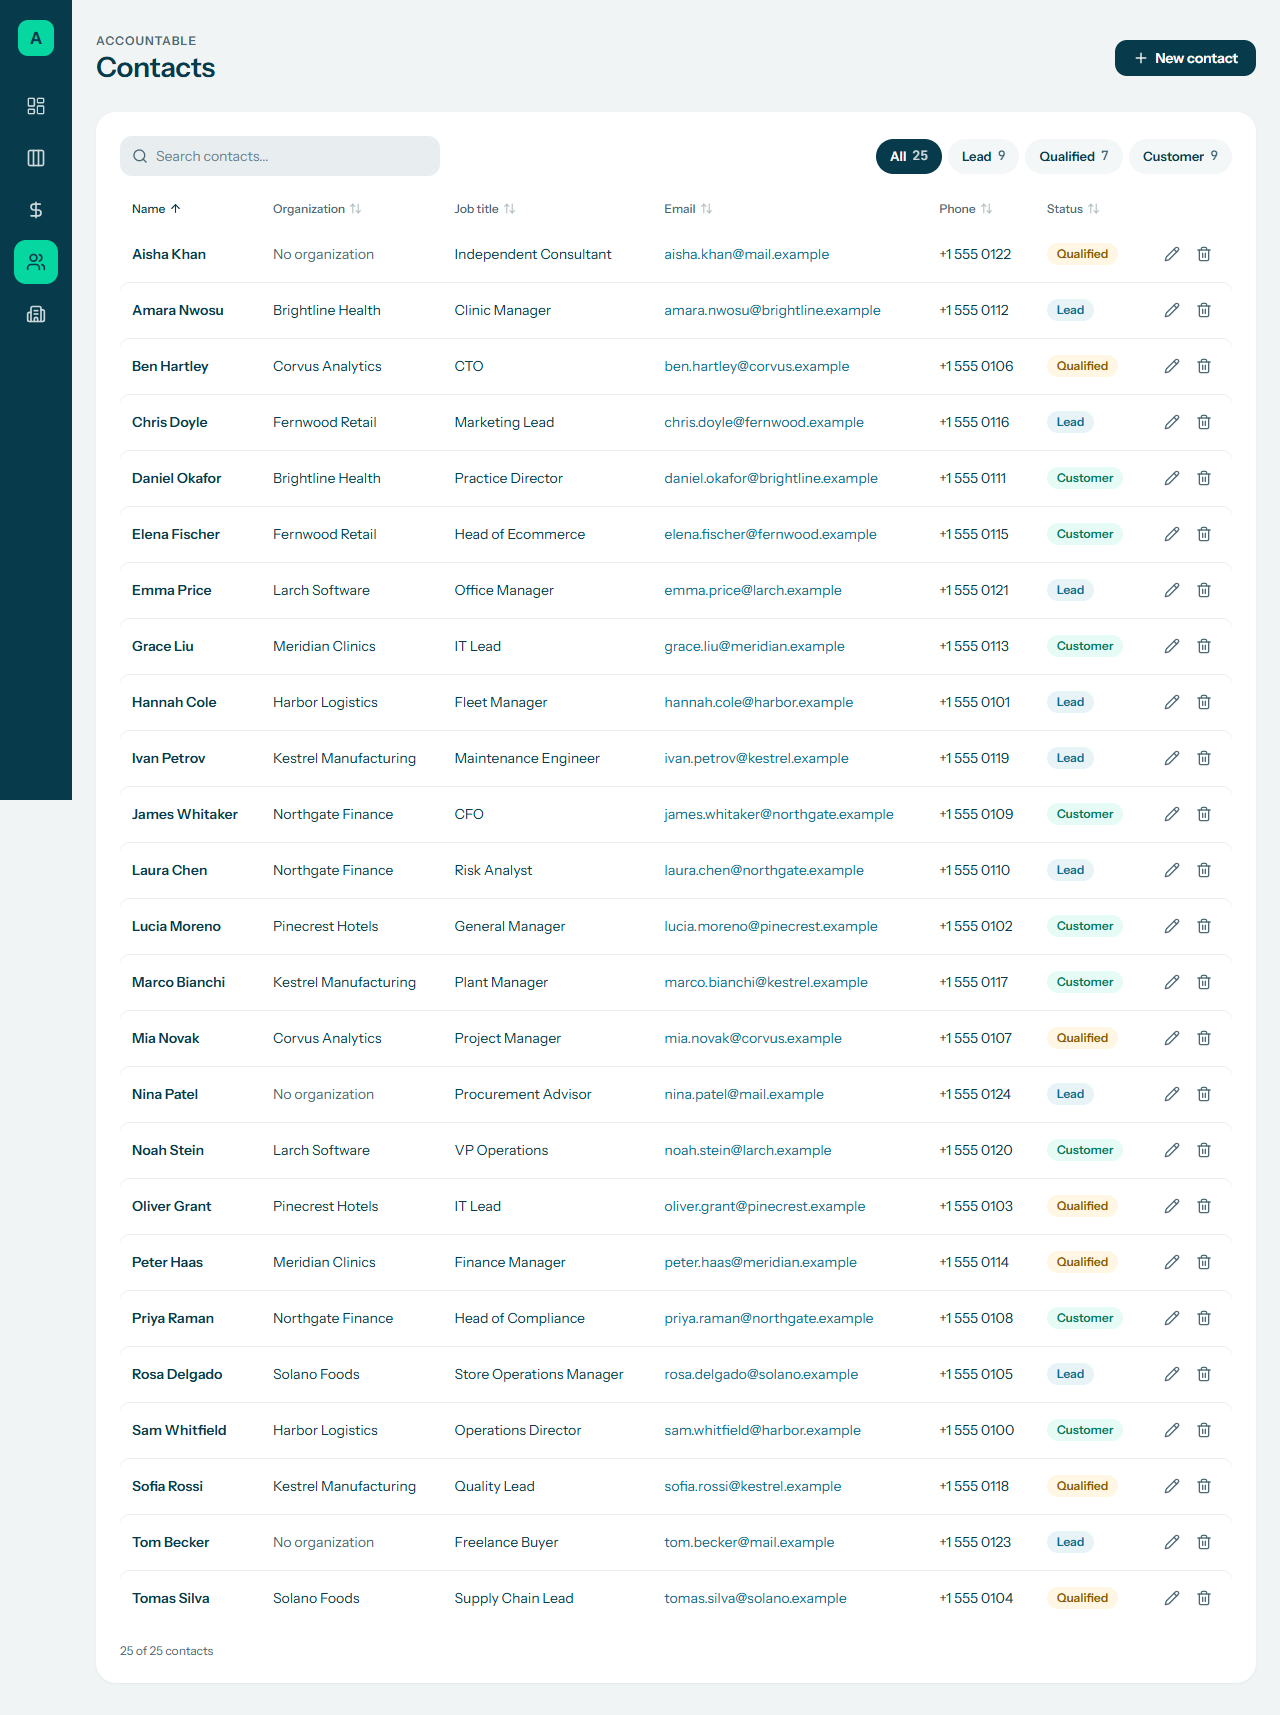 A
ACCOUNTABLE
Contacts
New contact
Search contacts...
All 25 Lead 9 Qualified 7 Customer 9
Name Organization Job title Email Phone Status
Aisha Khan No organization Independent Consultant aisha.khan@mail.example +1 555 0122 Qualified
Amara Nwosu Brightline Health Clinic Manager amara.nwosu@brightline.example +1 555 0112 Lead
Ben Hartley Corvus Analytics CTO ben.hartley@corvus.example +1 555 0106 Qualified
Chris Doyle Fernwood Retail Marketing Lead chris.doyle@fernwood.example +1 555 0116 Lead
Daniel Okafor Brightline Health Practice Director daniel.okafor@brightline.example +1 555 0111 Customer
Elena Fischer Fernwood Retail Head of Ecommerce elena.fischer@fernwood.example +1 555 0115 Customer
Emma Price Larch Software Office Manager emma.price@larch.example +1 555 0121 Lead
Grace Liu Meridian Clinics IT Lead grace.liu@meridian.example +1 555 0113 Customer
Hannah Cole Harbor Logistics Fleet Manager hannah.cole@harbor.example +1 555 0101 Lead
Ivan Petrov Kestrel Manufacturing Maintenance Engineer ivan.petrov@kestrel.example +1 555 0119 Lead
James Whitaker Northgate Finance CFO james.whitaker@northgate.example +1 555 0109 Customer
Laura Chen Northgate Finance Risk Analyst laura.chen@northgate.example +1 555 0110 Lead
Lucia Moreno Pinecrest Hotels General Manager lucia.moreno@pinecrest.example +1 555 0102 Customer
Marco Bianchi Kestrel Manufacturing Plant Manager marco.bianchi@kestrel.example +1 555 0117 Customer
Mia Novak Corvus Analytics Project Manager mia.novak@corvus.example +1 555 0107 Qualified
Nina Patel No organization Procurement Advisor nina.patel@mail.example +1 555 0124 Lead
Noah Stein Larch Software VP Operations noah.stein@larch.example +1 555 0120 Customer
Oliver Grant Pinecrest Hotels IT Lead oliver.grant@pinecrest.example +1 555 0103 Qualified
Peter Haas Meridian Clinics Finance Manager peter.haas@meridian.example +1 555 0114 Qualified
Priya Raman Northgate Finance Head of Compliance priya.raman@northgate.example +1 555 0108 Customer
Rosa Delgado Solano Foods Store Operations Manager rosa.delgado@solano.example +1 555 0105 Lead
Sam Whitfield Harbor Logistics Operations Director sam.whitfield@harbor.example +1 555 0100 Customer
Sofia Rossi Kestrel Manufacturing Quality Lead sofia.rossi@kestrel.example +1 555 0118 Qualified
Tom Becker No organization Freelance Buyer tom.becker@mail.example +1 555 0123 Lead
Tomas Silva Solano Foods Supply Chain Lead tomas.silva@solano.example +1 555 0104 Qualified
25 of 25 contacts